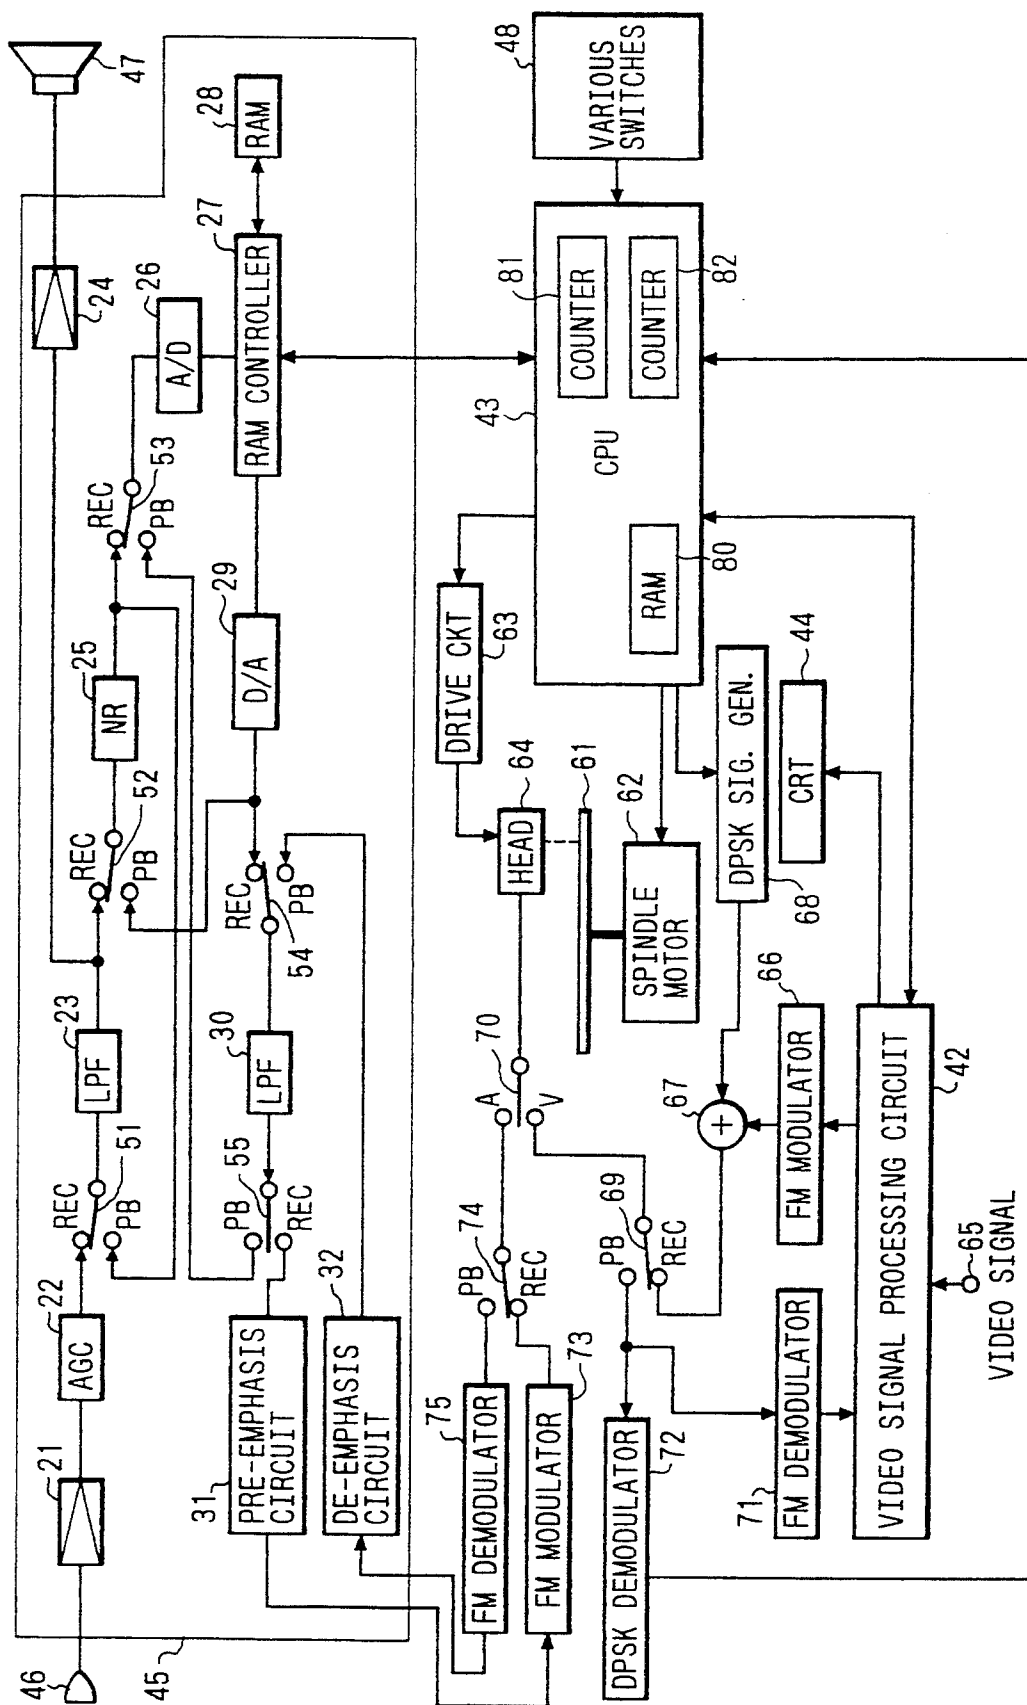 46
21
AGC
22
REC
PB
51
LPF
23
REC
PB
52
NR
25
REC
PB
53
A/D
26
24
47
45
PRE-EMPHASIS
CIRCUIT
31
DE-EMPHASIS
CIRCUIT
32
PB
REC
55
LPF
30
REC
PB
54
D/A
29
RAM CONTROLLER
27
RAM
28
FM DEMODULATOR
75
FM MODULATOR
73
PB
REC
74
A
V
70
HEAD
64
DRIVE CKT
63
61
SPINDLE
MOTOR
62
CPU
43
RAM
80
COUNTER
81
COUNTER
82
VARIOUS
SWITCHES
48
DPSK DEMODULATOR
72
PB
REC
69
67
DPSK SIG. GEN.
68
FM DEMODULATOR
71
FM MODULATOR
66
CRT
44
VIDEO SIGNAL PROCESSING CIRCUIT
42
65
VIDEO SIGNAL